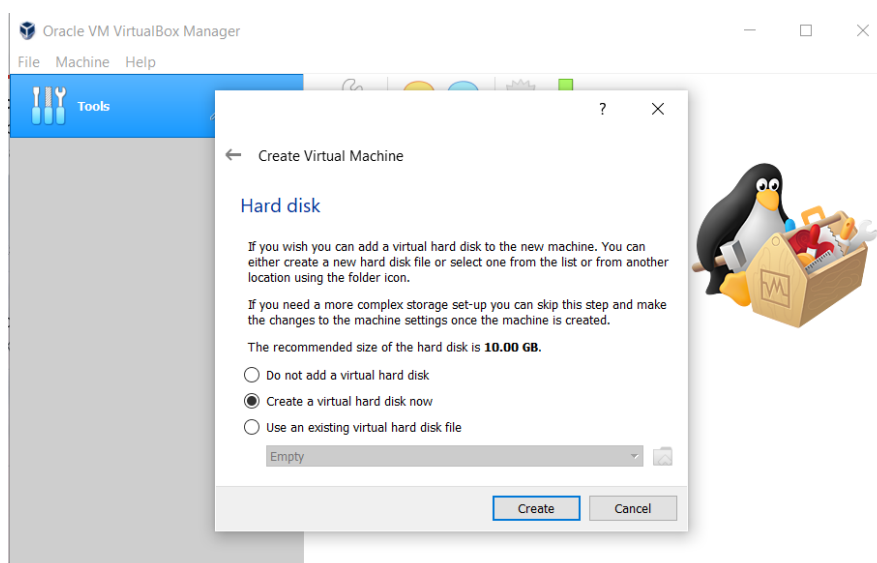 Oracle VM VirtualBox Manager
File Machine Help
Tools
?
Create Virtual Machine
Hard disk
If you wish you can add a virtual hard disk to the new machine. You can
either create a new hard disk file or select one from the list or from another
location using the folder icon.
If you need a more complex storage set-up you can skip this step and make
the changes to the machine settings once the machine is created.
The recommended size of the hard disk is 10.00 GB.
Do not add a virtual hard disk
Create a virtual hard disk now
Use an existing virtual hard disk file
Empty
Create Cancel